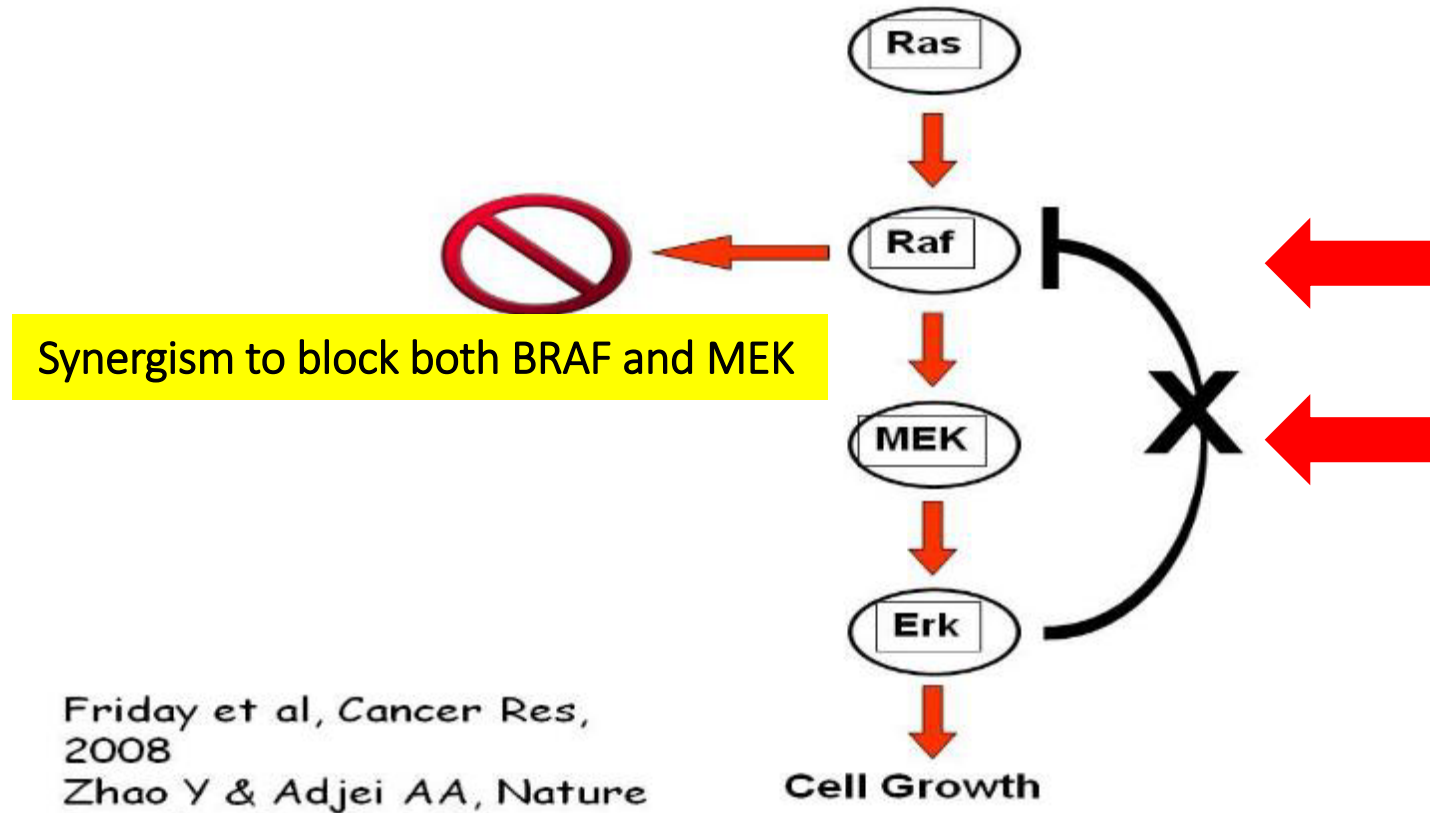 Ras
Raf
Synergism to block both BRAF and MEK
MEK
X
Erk
Friday et al, Cancer Res,
2008
Zhao Y & Adjei AA, Nature
Cell Growth